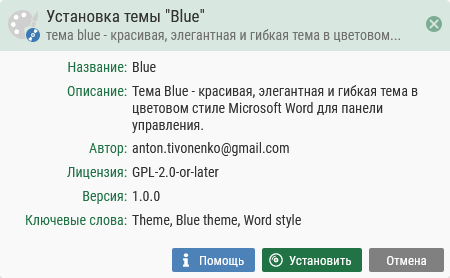 Установка темы "Blue"
тема blue - красивая, элегантная и гибкая тема в цветовом...
Название: Blue
Описание: Тема Blue - красивая, элегантная и гибкая тема в
цветовом стиле Microsoft Word для панели
управления.
Автор: anton.tivonenko@gmail.com
Лицензия: GPL-2.0-or-later
Версия: 1.0.0
Ключевые слова: Theme, Blue theme, Word style
Помощь Установить Отмена